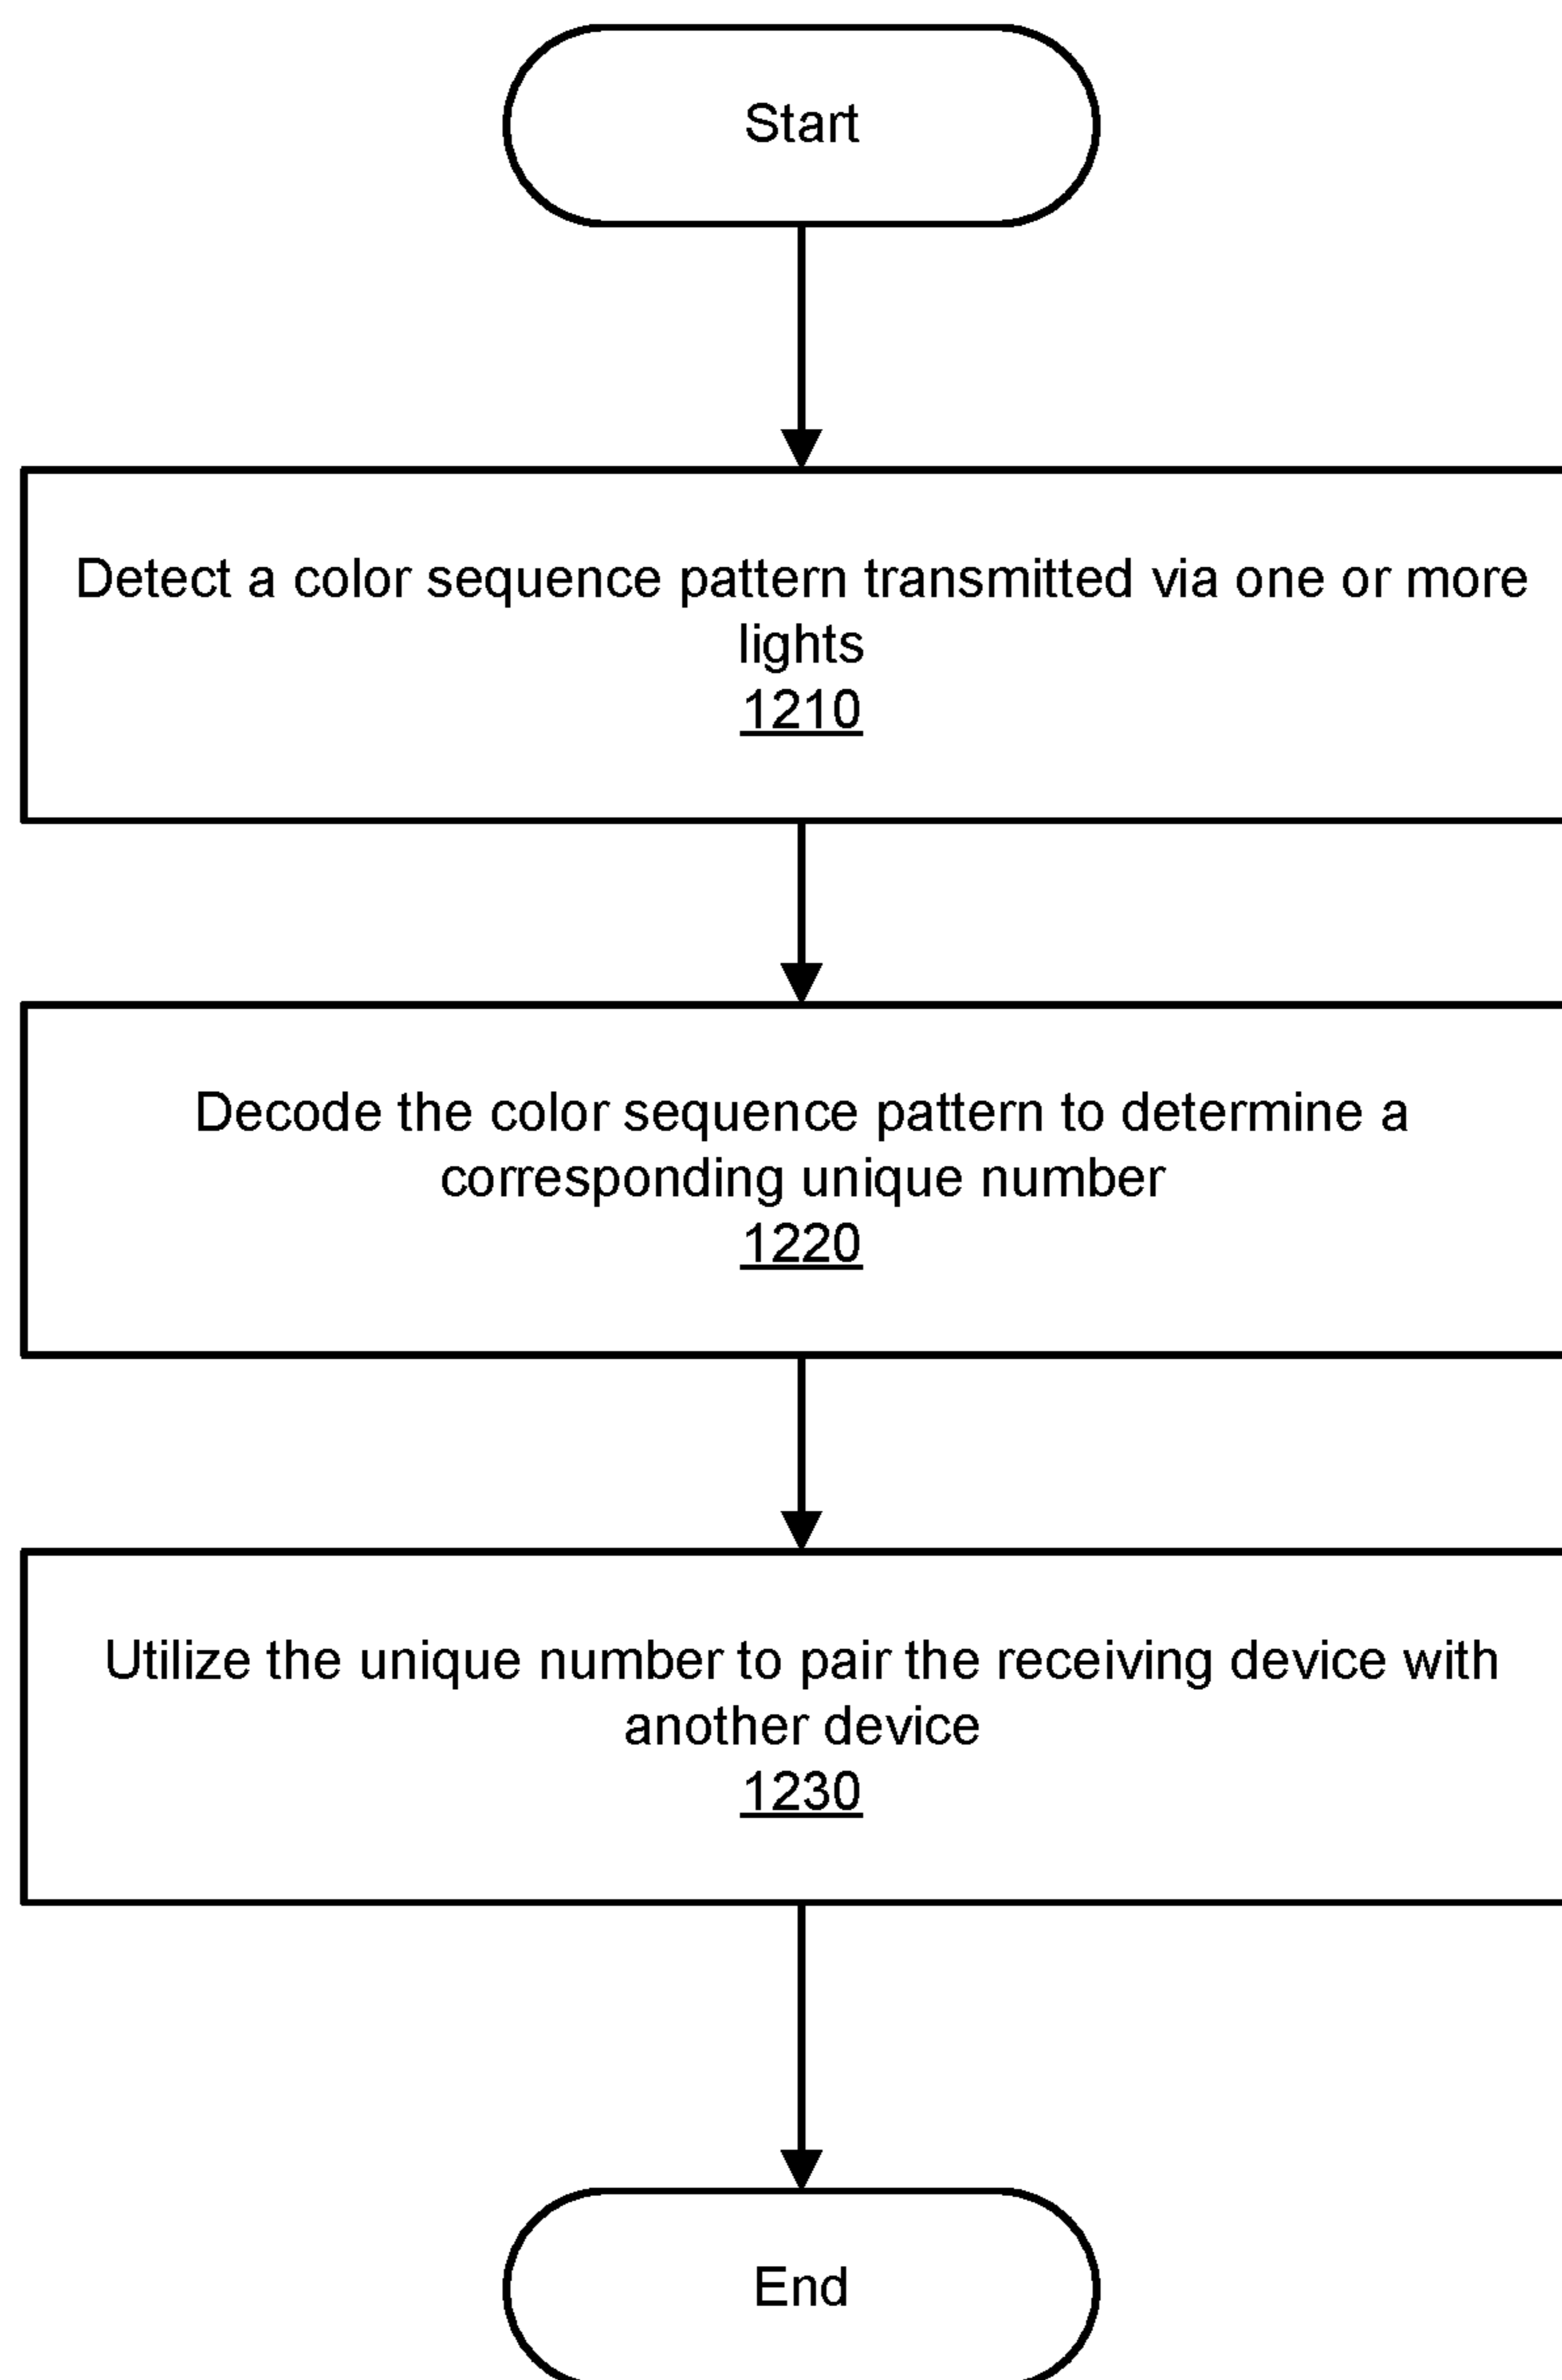 Start
Detect a color sequence pattern transmitted via one or more
lights
1210
Decode the color sequence pattern to determine a
corresponding unique number
1220
Utilize the unique number to pair the receiving device with
another device
1230
End